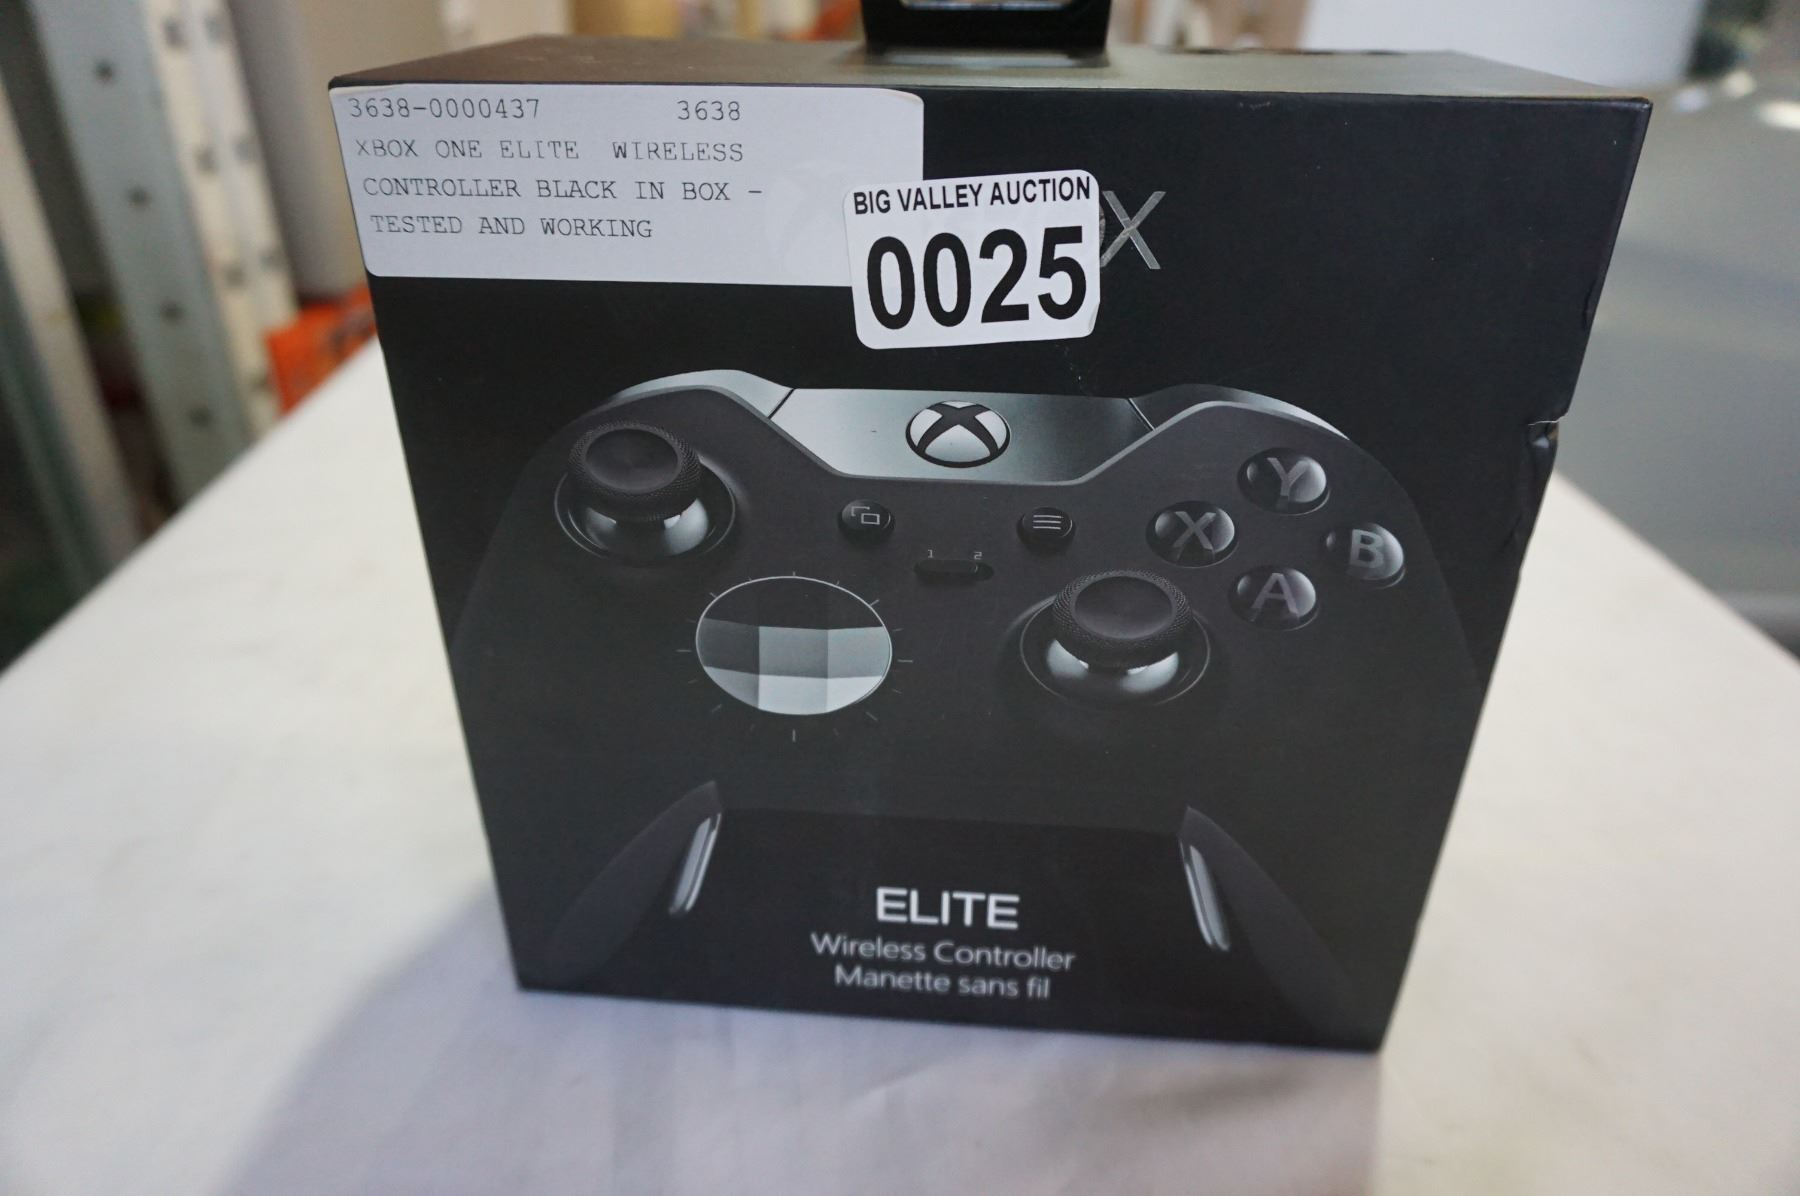 3638-0000437 3638
XBOX ONE ELITE WIRELESS
CONTROLLER BLACK IN BOX -
TESTED AND WORKING
BIG VALLEY AUCTION
0025
X
1 2
Y
X
B
A
ELITE
Wireless Controller
Manette sans fil